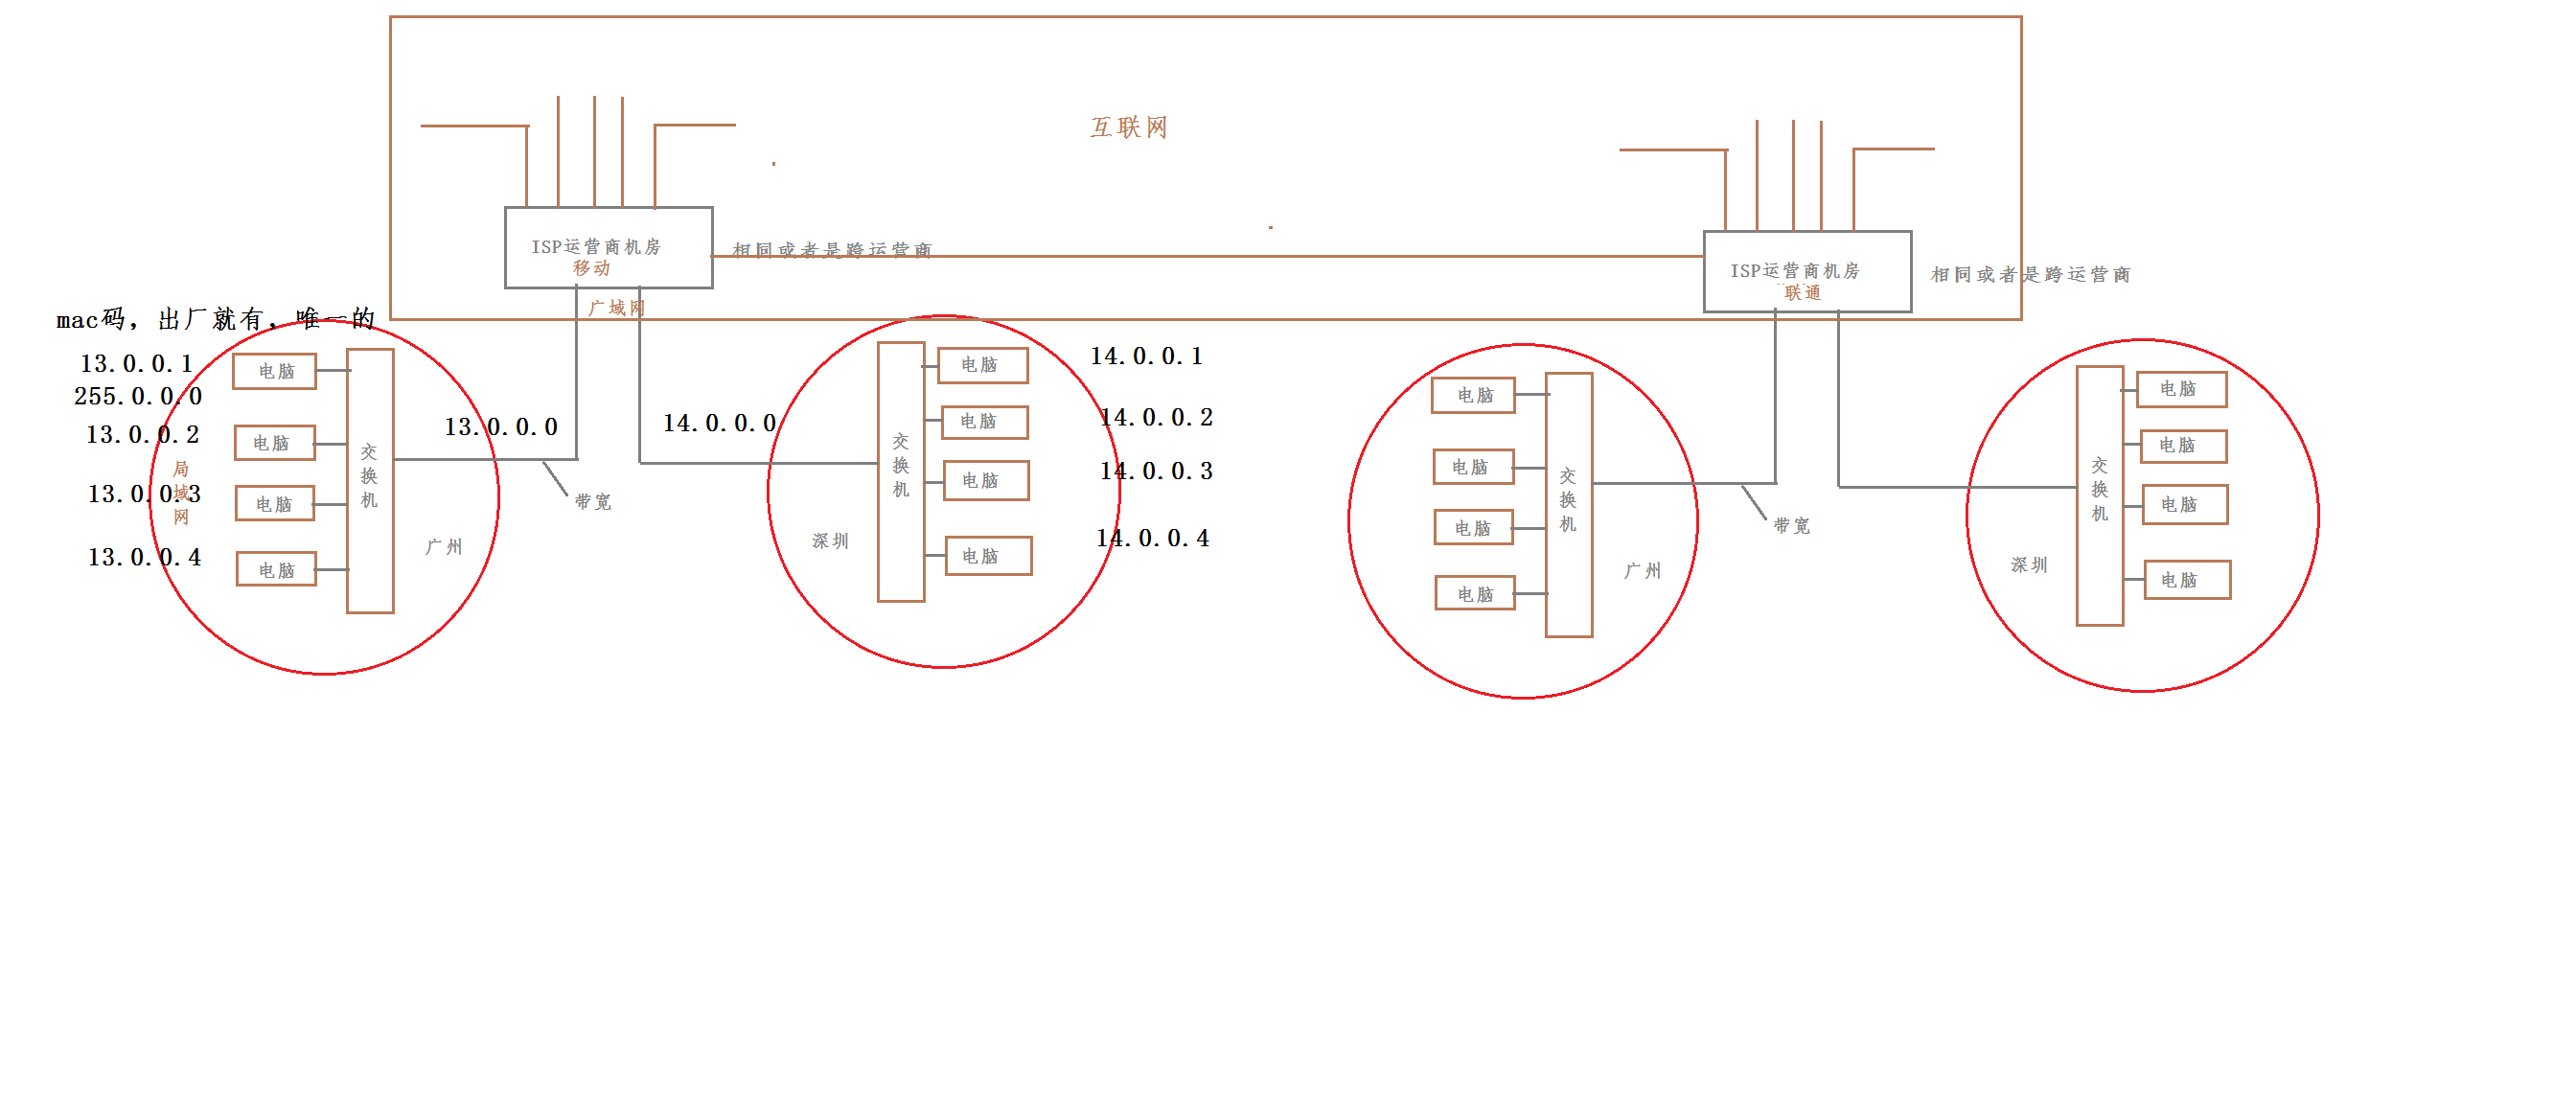 互联网
ISP运营商机房
移动
相同或者是跨运营商
ISP运营商机房
联通
相同或者是跨运营商
广域网
mac码，出厂就有，唯一的
13.0.0.1
255.0.0.0
13.0.0.2
13.0.0.3
13.0.0.4
局域网
电脑
电脑
电脑
电脑
交换机
广州
13.0.0.0
带宽
14.0.0.0
深圳
交换机
电脑
电脑
电脑
电脑
14.0.0.1
14.0.0.2
14.0.0.3
14.0.0.4
电脑
电脑
电脑
电脑
交换机
广州
带宽
深圳
交换机
电脑
电脑
电脑
电脑